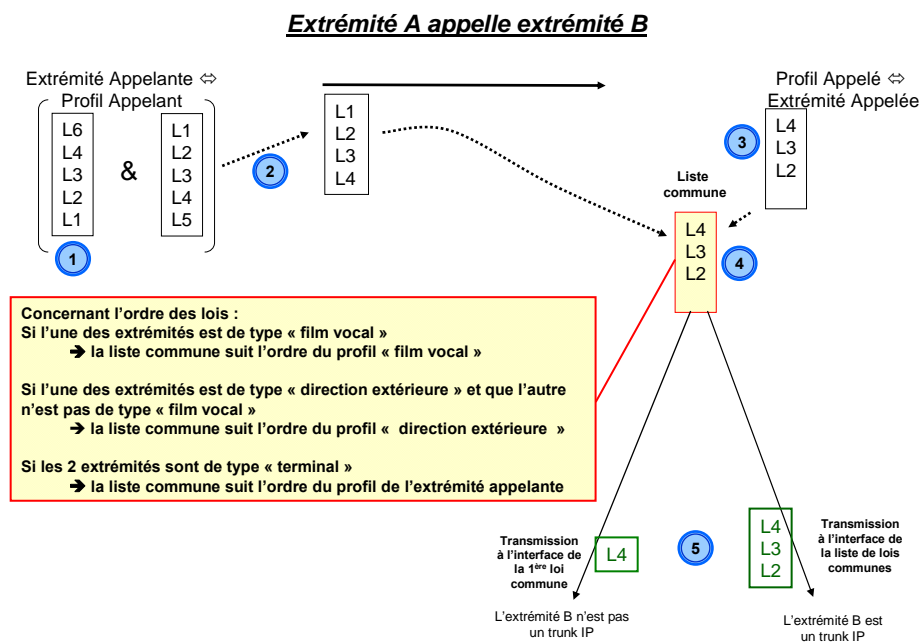 Extrémité A appelle extrémité B
Extrémité Appelante ⇔
Profil Appelant
L6
L4
L3
L2
L1
&
L1
L2
L3
L4
L5
1
2
L1
L2
L3
L4
Profil Appelé ⇔
Extrémité Appelée
3
L4
L3
L2
Liste
commune
L4
L3
L2
4
Concernant l'ordre des lois :
Si l'une des extrémités est de type « film vocal »
➔ la liste commune suit l'ordre du profil « film vocal »
Si l'une des extrémités est de type « direction extérieure » et que l'autre
n'est pas de type « film vocal »
➔ la liste commune suit l'ordre du profil « direction extérieure »
Si les 2 extrémités sont de type « terminal »
➔ la liste commune suit l'ordre du profil de l'extrémité appelante
Transmission
à l'interface de
la 1ère loi
commune
L4
5
L4
L3
L2
Transmission
à l'interface de
la liste de lois
communes
L'extrémité B n'est pas
un trunk IP
L'extrémité B est
un trunk IP